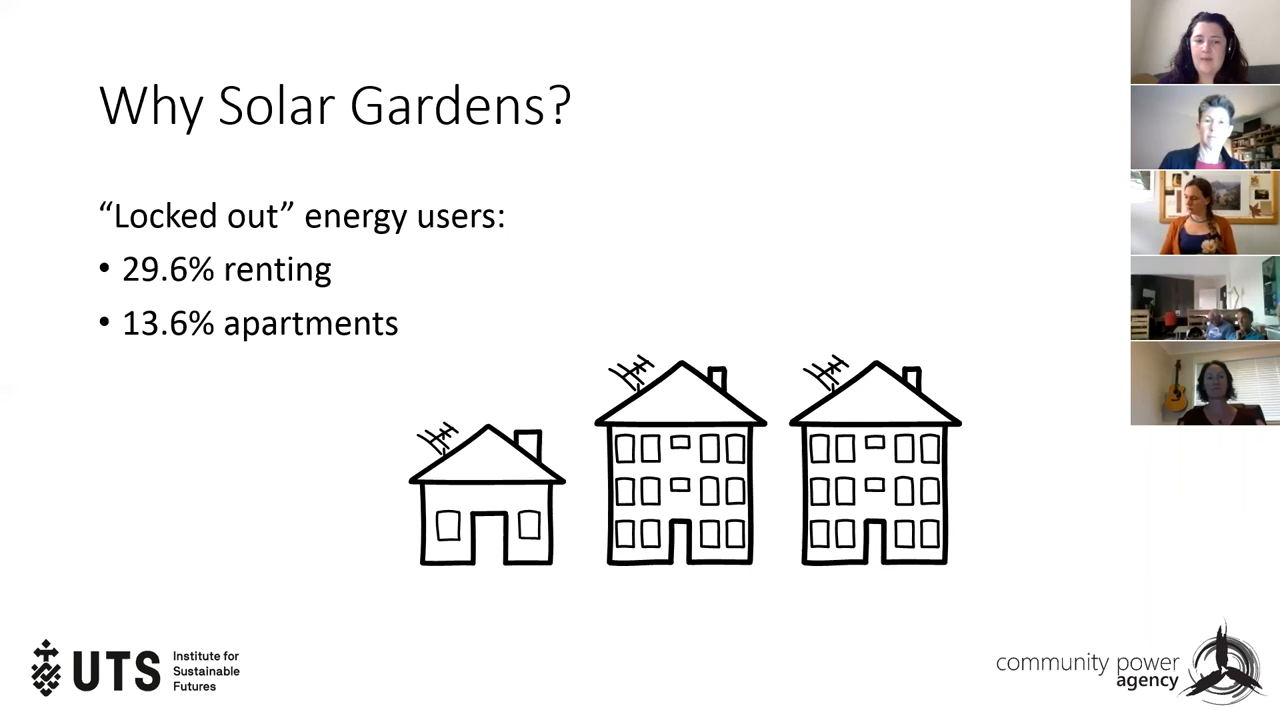 Why Solar Gardens?
“Locked out” energy users:
• 29.6% renting
• 13.6% apartments
UTS
Institute for
Sustainable
Futures
community power
agency